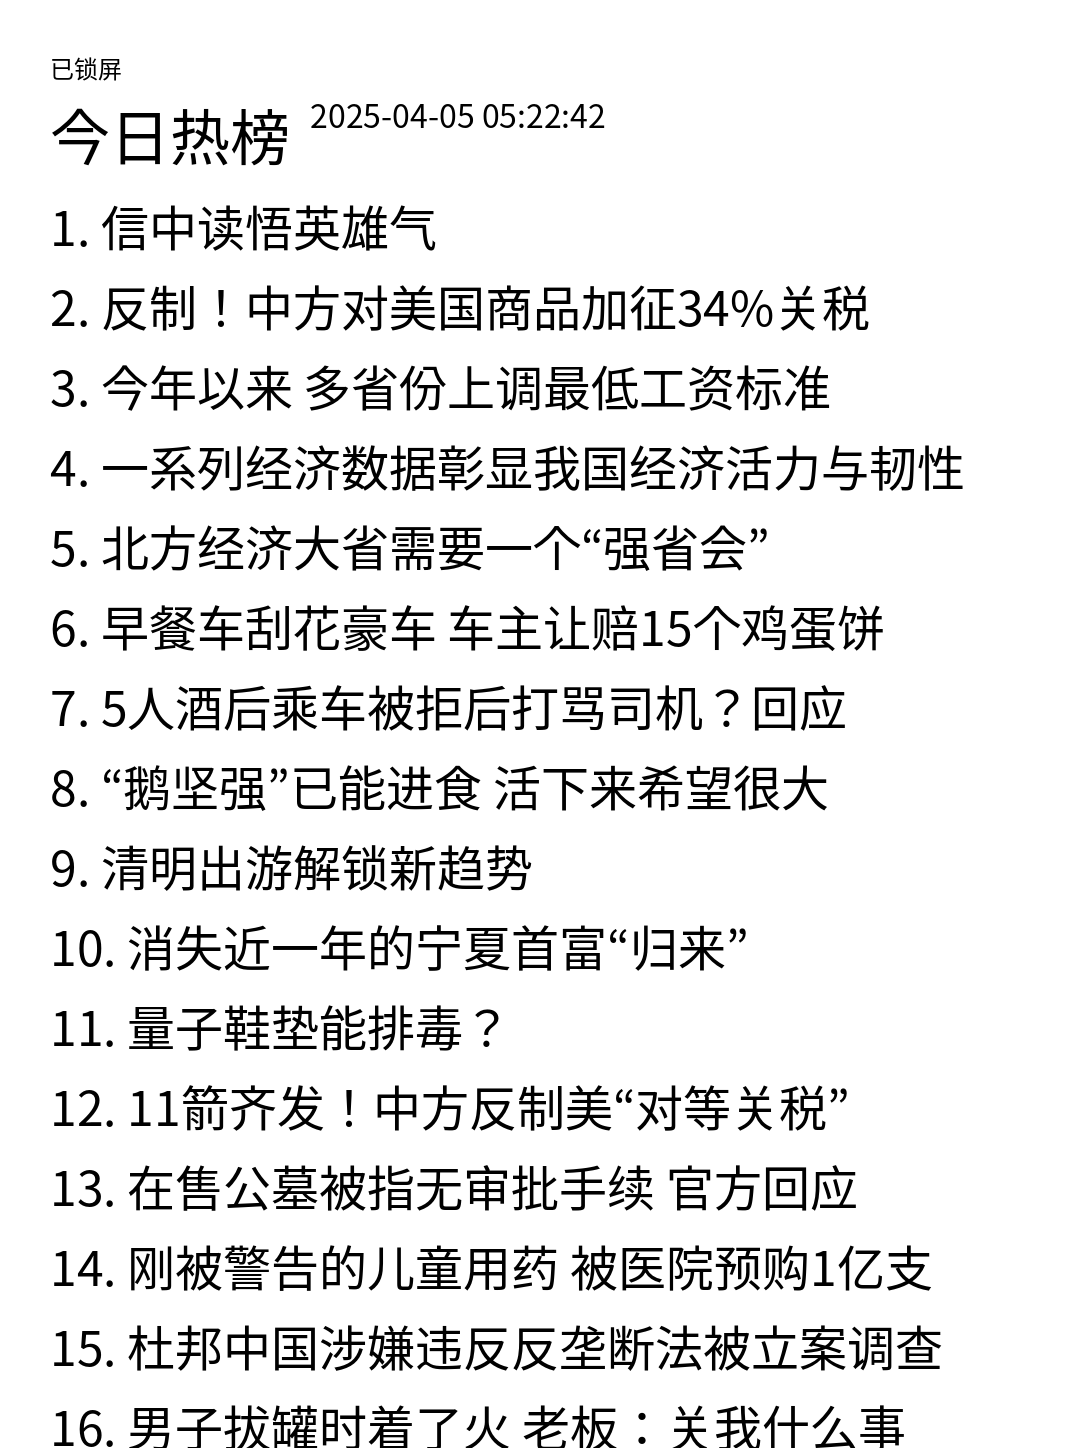 已锁屏
今日热榜 2025-04-05 05:22:42
1. 信中读悟英雄气
2. 反制！中方对美国商品加征34%关税
3. 今年以来 多省份上调最低工资标准
4. 一系列经济数据彰显我国经济活力与韧性
5. 北方经济大省需要一个“强省会”
6. 早餐车刮花豪车 车主让赔15个鸡蛋饼
7. 5人酒后乘车被拒后打骂司机？回应
8. “鹅坚强”已能进食 活下来希望很大
9. 清明出游解锁新趋势
10. 消失近一年的宁夏首富“归来”
11. 量子鞋垫能排毒？
12. 11箭齐发！中方反制美“对等关税”
13. 在售公墓被指无审批手续 官方回应
14. 刚被警告的儿童用药 被医院预购1亿支
15. 杜邦中国涉嫌违反反垄断法被立案调查
16. 男子拔罐时着了火 老板：关我什么事